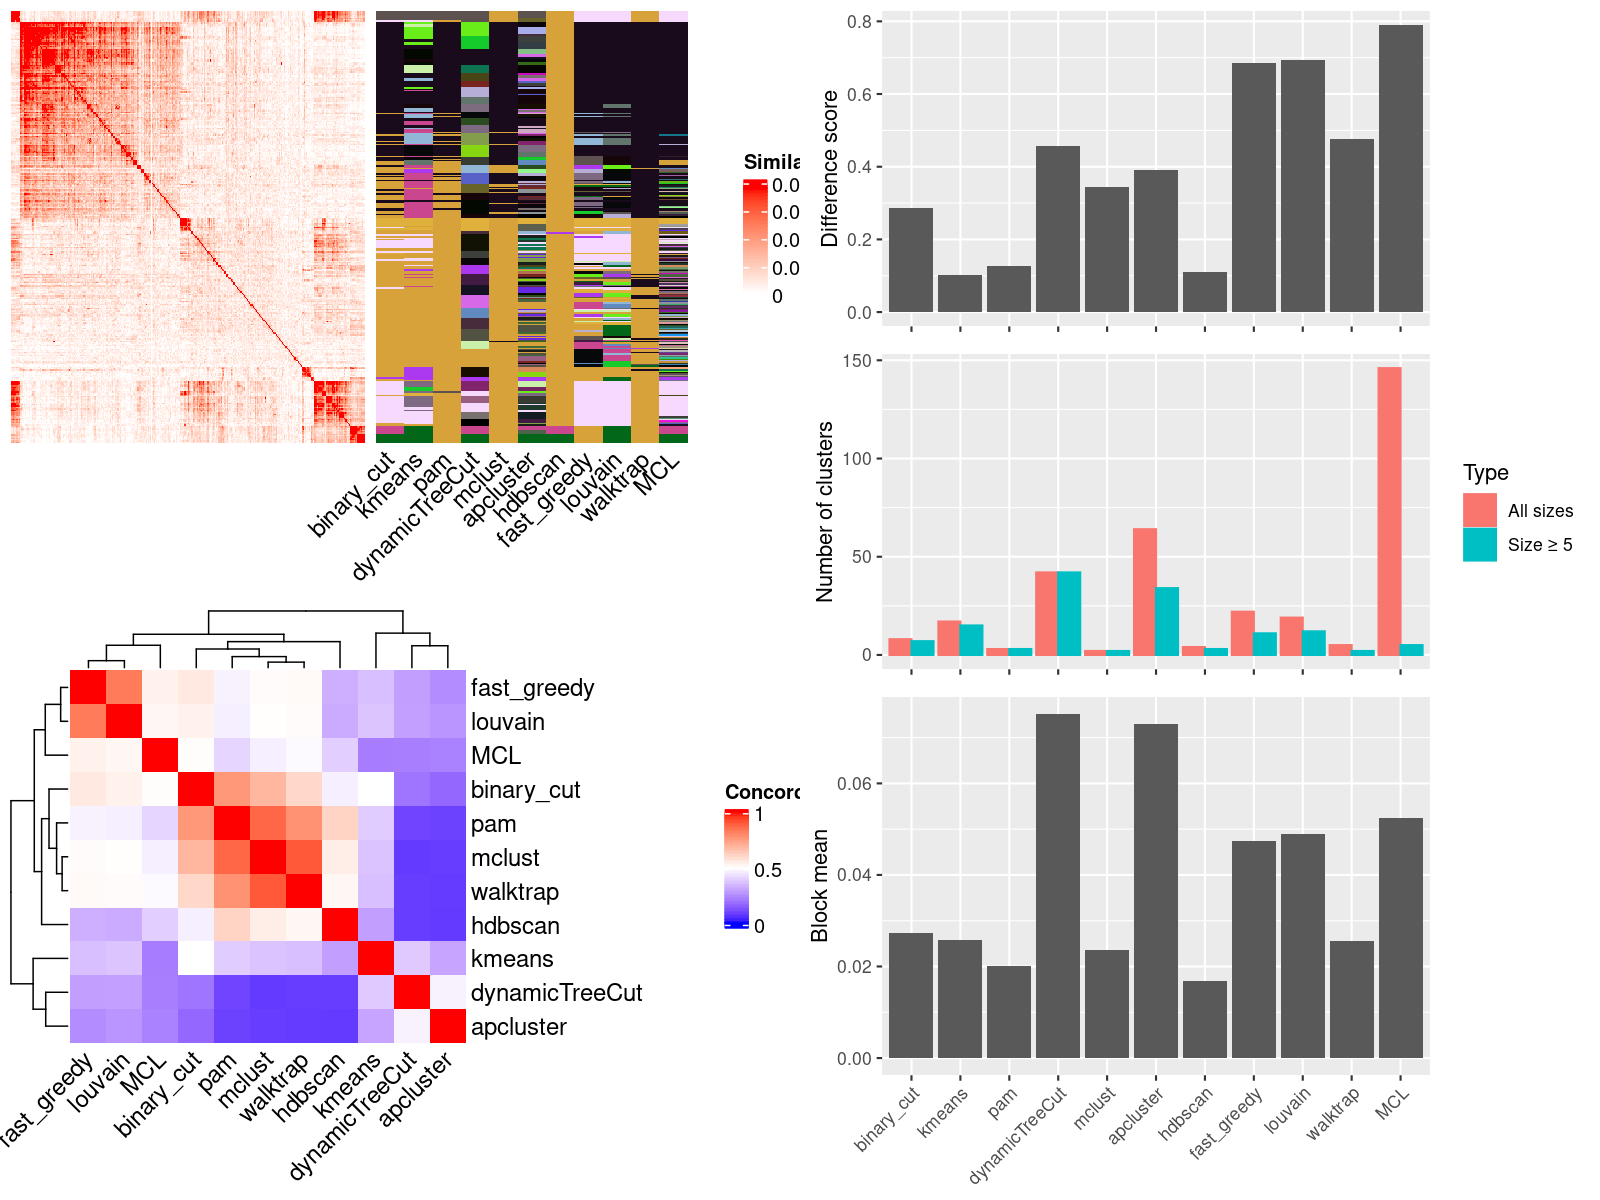 Simila
0.0
0.0
0.0
0.0
0
binary_cut
kmeans
pam
dynamicTreeCut
mclust
apcluster
hdbscan
fast_greedy
louvain
walktrap
MCL
fast_greedy
louvain
MCL
binary_cut
pam
mclust
walktrap
hdbscan
kmeans
dynamicTreeCut
apcluster
fast_greedy
louvain
MCL
binary_cut
pam
mclust
walktrap
hdbscan
kmeans
dynamicTreeCut
apcluster
Concord
1
0.5
0
Difference score
0.8
0.6
0.4
0.2
0.0
Number of clusters
150
100
50
0
Type
All sizes
Size ≥ 5
Block mean
0.06
0.04
0.02
0.00
binary_cut
kmeans
pam
dynamicTreeCut
mclust
apcluster
hdbscan
fast_greedy
louvain
walktrap
MCL